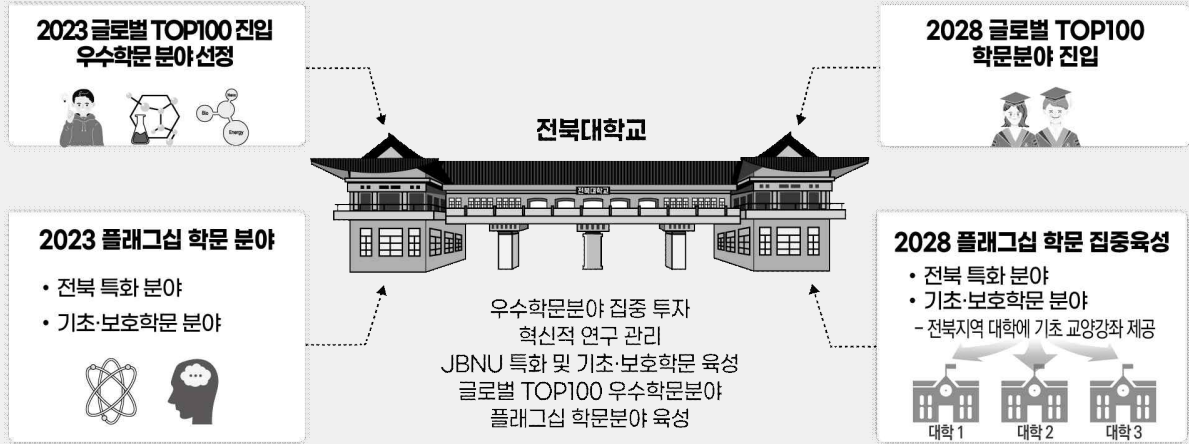 2023 글로벌 TOP100 진입
우수학문 분야 선정
Bio
Nano
Energy
2028 글로벌 TOP100
학문분야 진입
전북대학교
전북대학교
2023 플래그십 학문 분야
• 전북 특화 분야
• 기초·보호학문 분야
우수학문분야 집중 투자
혁신적 연구 관리
JBNU 특화 및 기초·보호학문 육성
글로벌 TOP100 우수학문분야
플래그십 학문분야 육성
2028 플래그십 학문 집중육성
• 전북 특화 분야
• 기초·보호학문 분야
- 전북지역 대학에 기초 교양강좌 제공
대학 1
대학 2
대학 3